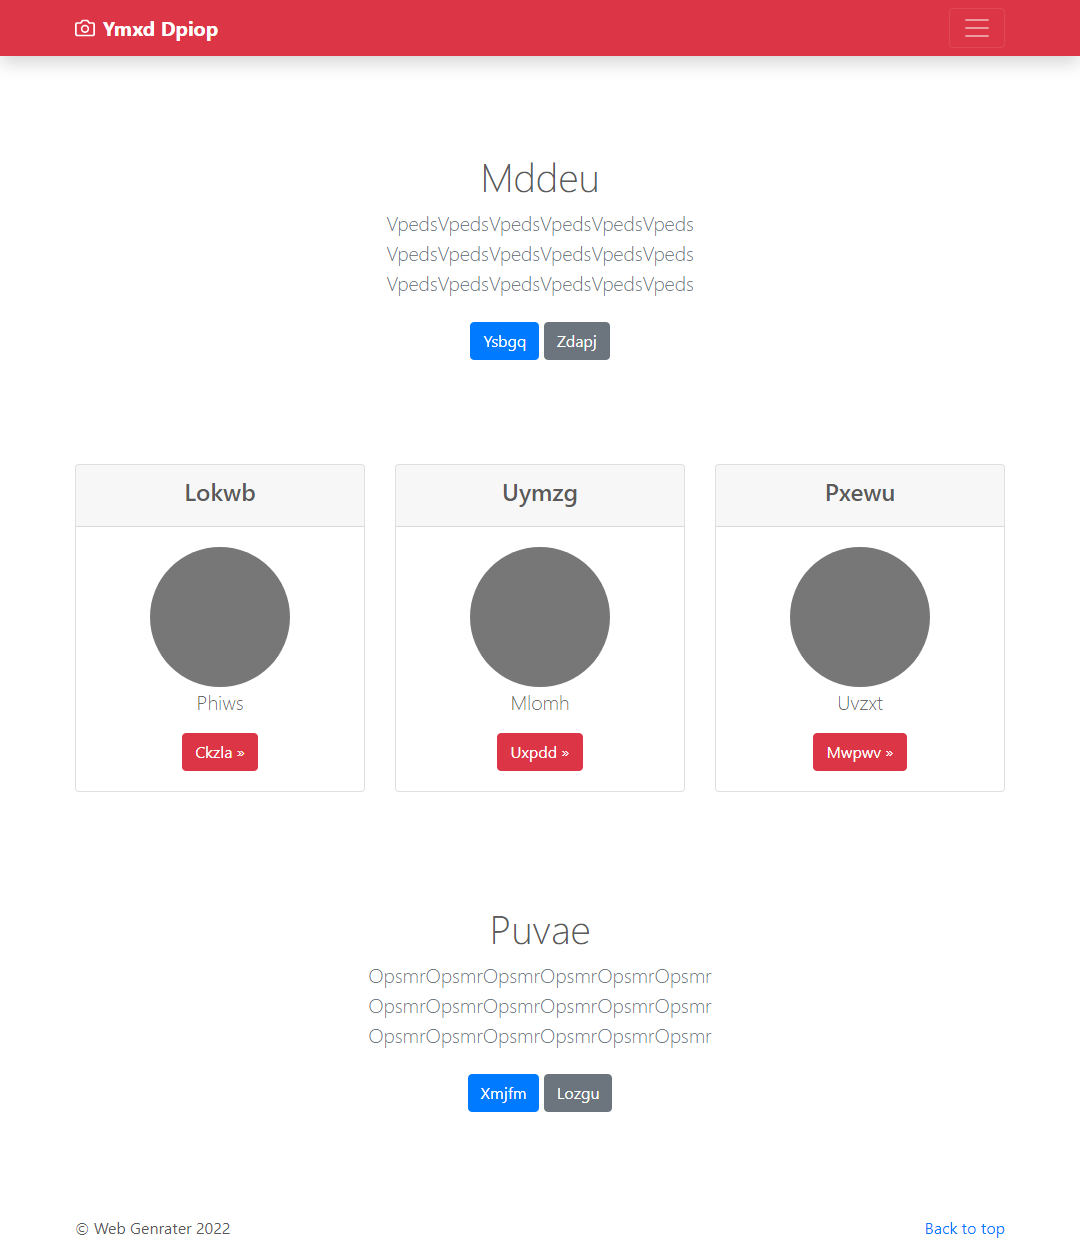 Ymxd Dpiop
Mddeu
VpedsVpedsVpedsVpedsVpedsVpeds
VpedsVpedsVpedsVpedsVpedsVpeds
VpedsVpedsVpedsVpedsVpedsVpeds
Ysbgq Zdapj
Lokwb Uymzg Pxewu
Phiws Mlomh Uvzxt
Ckzla » Uxpdd » Mwpwv »
Puvae
OpsmrOpsmrOpsmrOpsmrOpsmrOpsmr
OpsmrOpsmrOpsmrOpsmrOpsmrOpsmr
OpsmrOpsmrOpsmrOpsmrOpsmrOpsmr
Xmjfm Lozgu
© Web Genrater 2022 Back to top